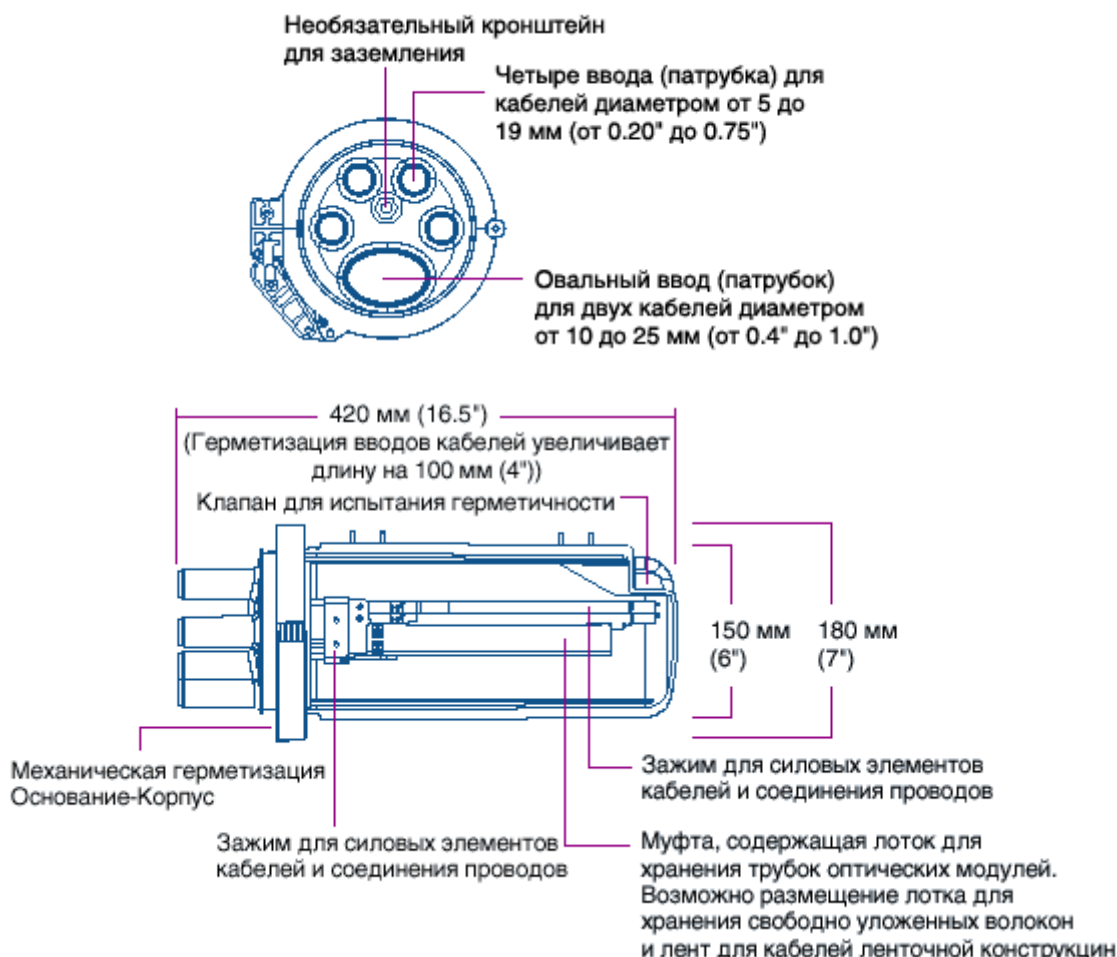 Необязательный кронштейн
для заземления
Четыре ввода (патрубка) для
кабелей диаметром от 5 до
19 мм (от 0.20" до 0.75")
Овальный ввод (патрубок)
для двух кабелей диаметром
от 10 до 25 мм (от 0.4" до 1.0")
420 мм (16.5")
(Герметизация вводов кабелей увеличивает
длину на 100 мм (4"))
Клапан для испытания герметичности
150 мм
(6")
180 мм
(7")
Механическая герметизация
Основание-Корпус
Зажим для силовых элементов
кабелей и соединения проводов
Зажим для силовых элементов
кабелей и соединения проводов
Муфта, содержащая лоток для
хранения трубок оптических модулей.
Возможно размещение лотка для
хранения свободно уложенных волокон
и лент для кабелей ленточной конструкции